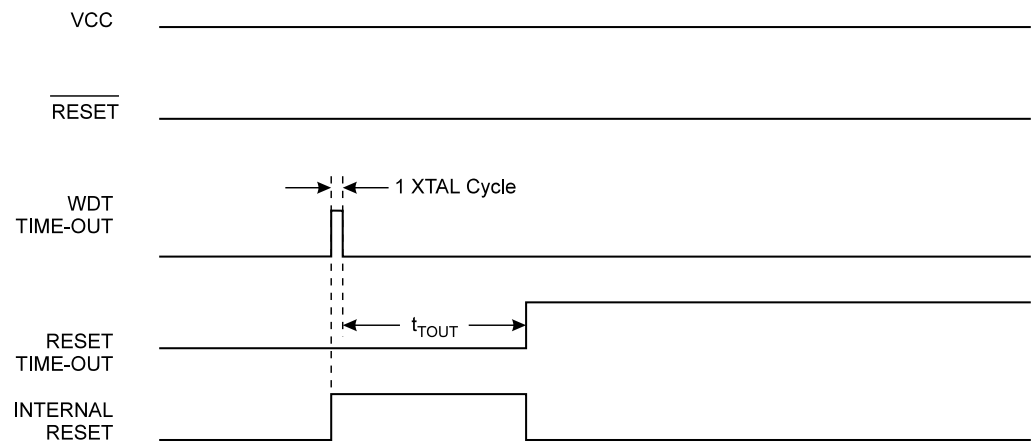 VCC
RESET
1 XTAL Cycle
WDT
TIME-OUT
tTOUT
RESET
TIME-OUT
INTERNAL
RESET